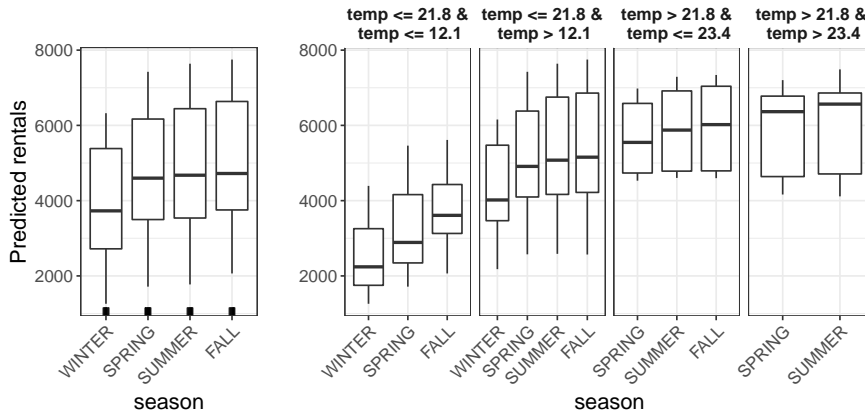 temp <= 21.8 &
temp <= 12.1
temp <= 21.8 &
temp > 12.1
temp > 21.8 &
temp <= 23.4
temp > 21.8 &
temp > 23.4
Predicted rentals
8000
6000
4000
2000
WINTER
SPRING
SUMMER
FALL
season
8000
6000
4000
2000
WINTER
SPRING
SUMMER
FALL
WINTER
SPRING
SUMMER
FALL
SPRING
SUMMER
FALL
SPRING
SUMMER
season